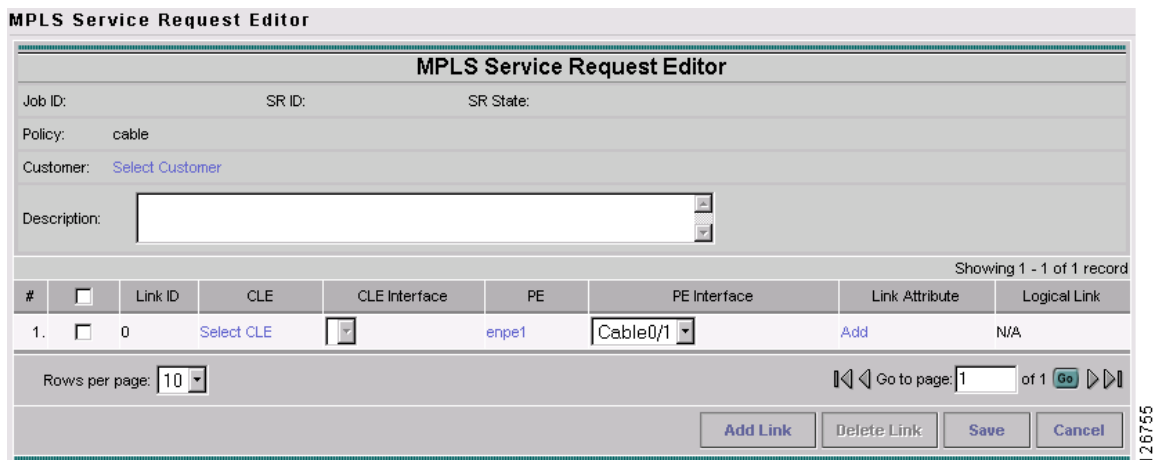 MPLS Service Request Editor
MPLS Service Request Editor
Job ID: SR ID: SR State:
Policy: cable
Customer: Select Customer
Description:
Showing 1 - 1 of 1 record
# Link ID CLE CLE Interface PE PE Interface Link Attribute Logical Link
1. 0 Select CLE enpe1 Cable0/1 Add N/A
Rows per page: 10 Go to page: 1 of 1 Go
Add Link Delete Link Save Cancel
126755